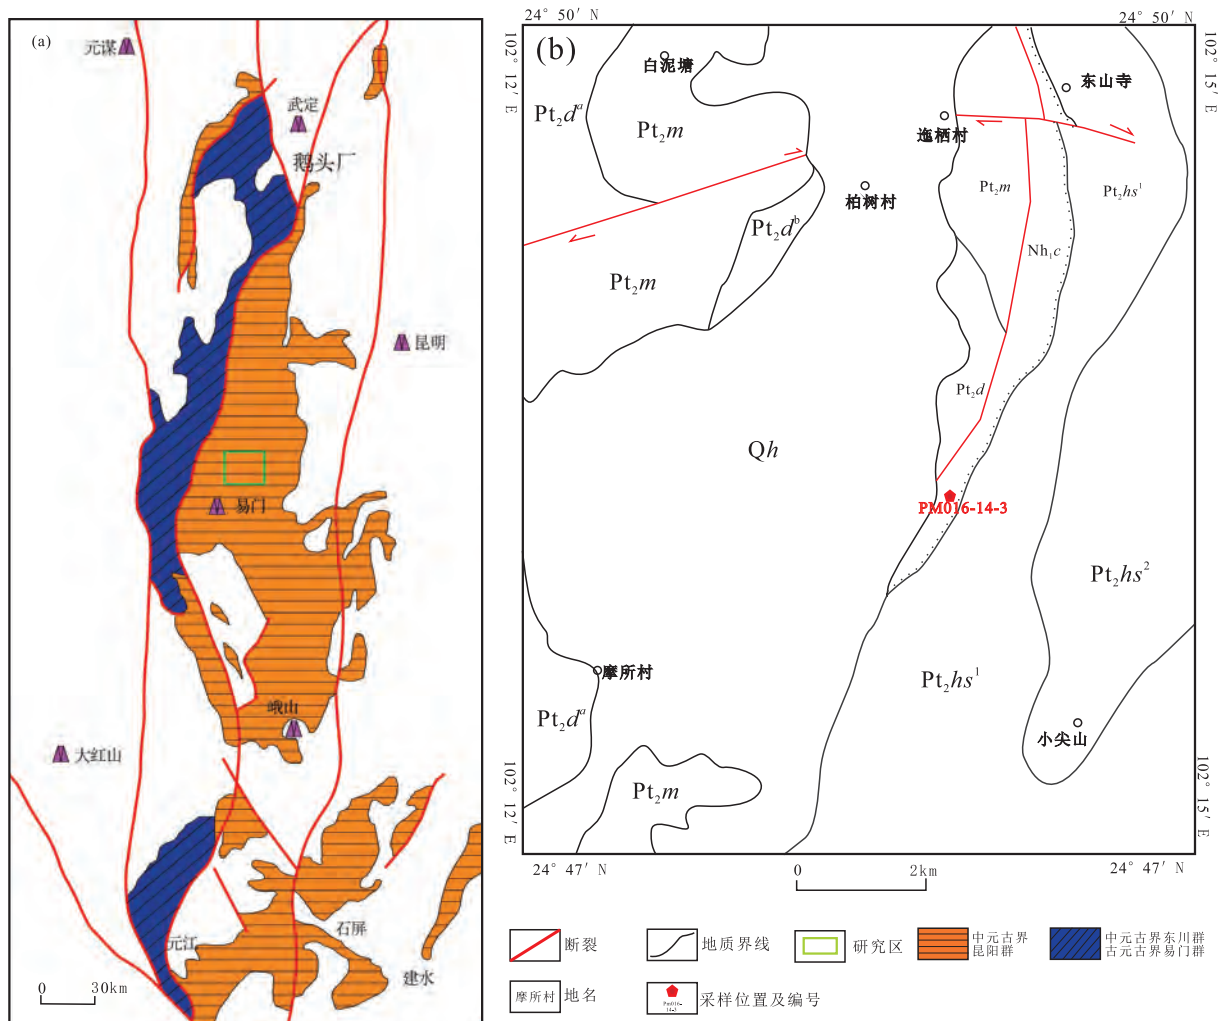 (a)
元谋
武定
鹅头厂
昆明
易门
峨山
大红山
元江
石屏
建水
0 30km
24° 50′ N
24° 50′ N
(b)
102° 12′ E
102° 15′ E
白泥塘
东山寺
Pt₂dᵃ
Pt₂m
迤栖村
柏树村
Pt₂m
Pt₂hs¹
Pt₂dᵇ
Nh₁c
Pt₂m
Pt₂d
Qh
PM016-14-3
Pt₂hs²
摩所村
Pt₂hs¹
Pt₂dᵃ
小尖山
Pt₂m
102° 12′ E
102° 15′ E
24° 47′ N
24° 47′ N
0 2km
断裂
地质界线
研究区
中元古界
昆阳群
中元古界东川群
古元古界易门群
摩所村 地名
Pm016-
14-3
采样位置及编号